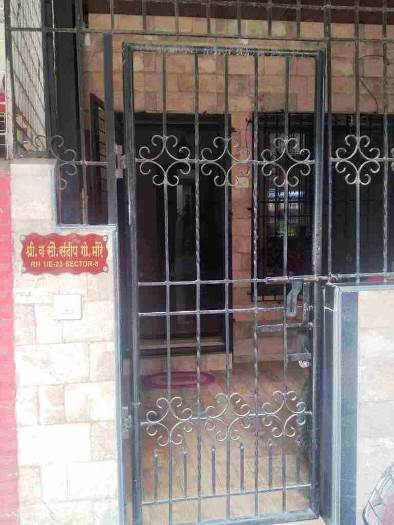 श्री. व सौ. संदीप गो. मोरे
RH 1/E-23 SECTOR-8